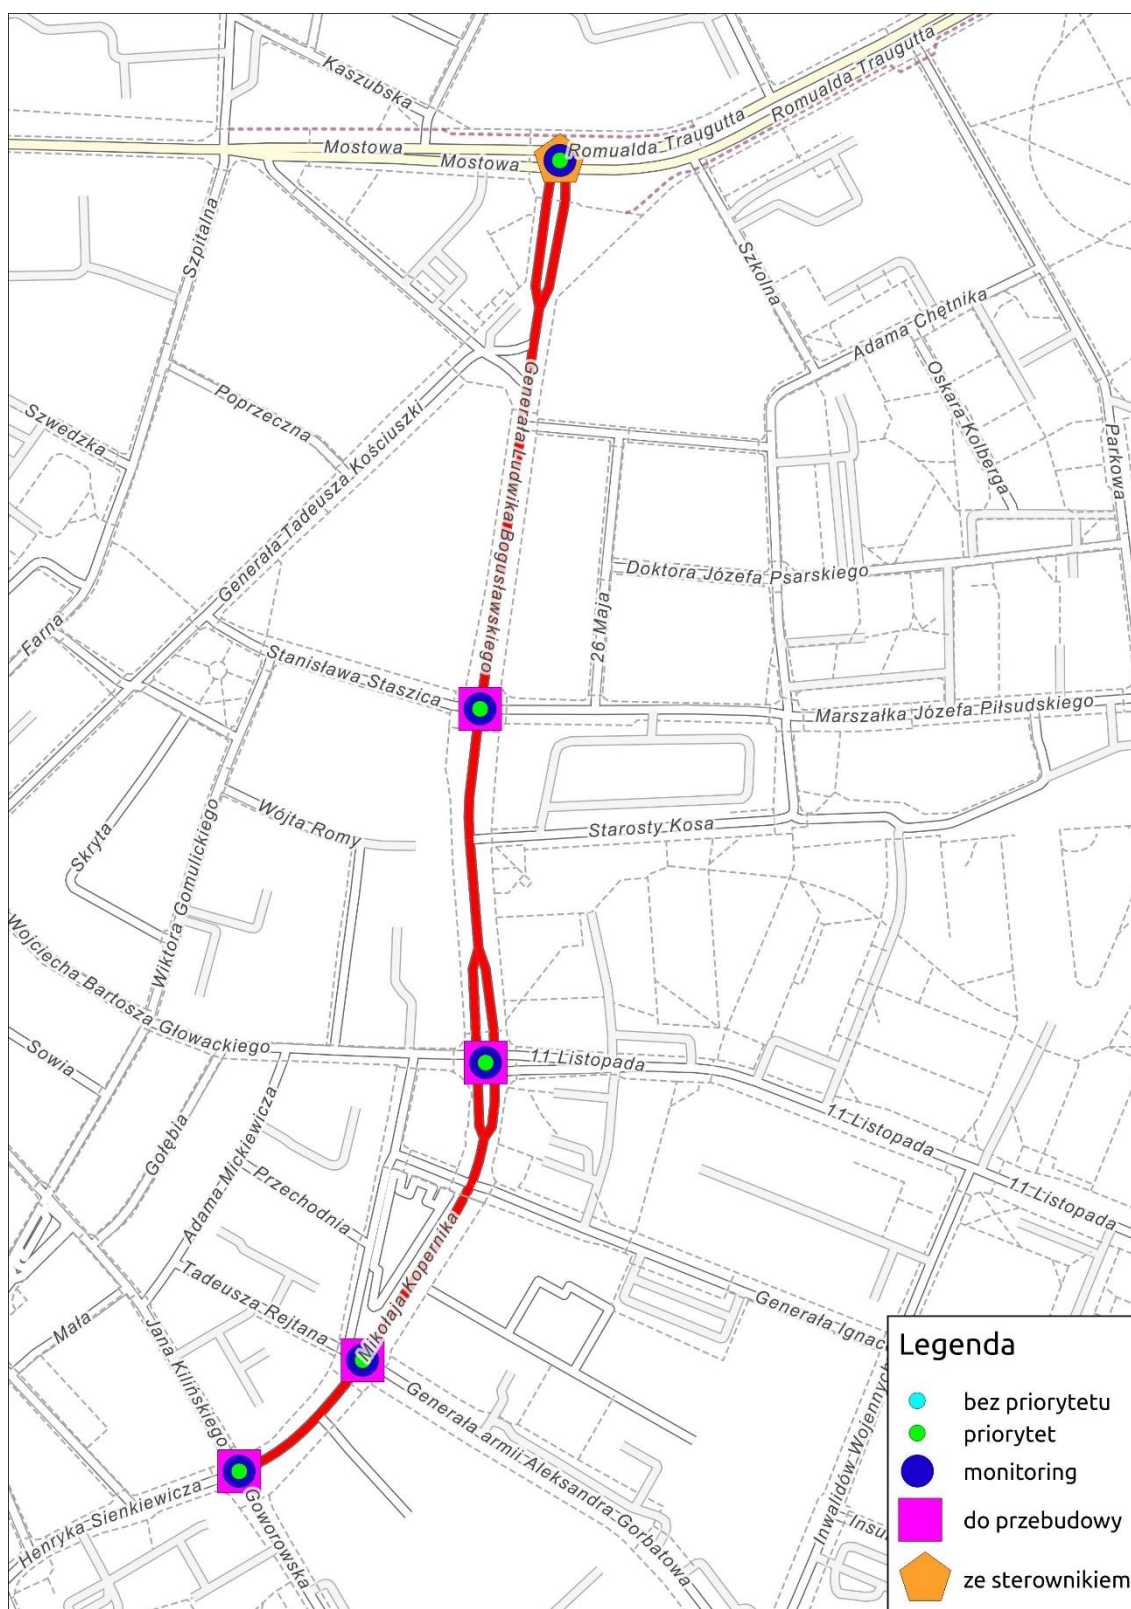 Kaszubska
Romualda Traugutta
Romualda Traugutta
Mostowa
Mostowa
Szpitalna
Szkolna
Adama Chętnika
Oskara Kolberga
Parkowa
Poprzeczna
Szwedzka
Generała Tadeusza Kościuszki
Generała Ludwika Bogusławskiego
Doktora Józefa Psarskiego
26 Maja
Farna
Stanisława Staszica
Marszałka Józefa Piłsudskiego
Starosty Kosa
Wójta Romy
Skryta
Wiktora Gomulickiego
Wojciecha Bartosza Głowackiego
Sowia
11 Listopada
11 Listopada
11 Listopada
Gołębia
Adama Mickiewicza
Przechodnia
Mikołaja Kopernika
Tadeusza Rejtana
Mała
Jana Kilińskiego
Generała Ignac
Generała armii Aleksandra Gorbatowa
Inwalidów Wojennych
Henryka Sienkiewicza
Goworowska
Insu
Legenda
bez priorytetu
priorytet
monitoring
do przebudowy
ze sterownikiem